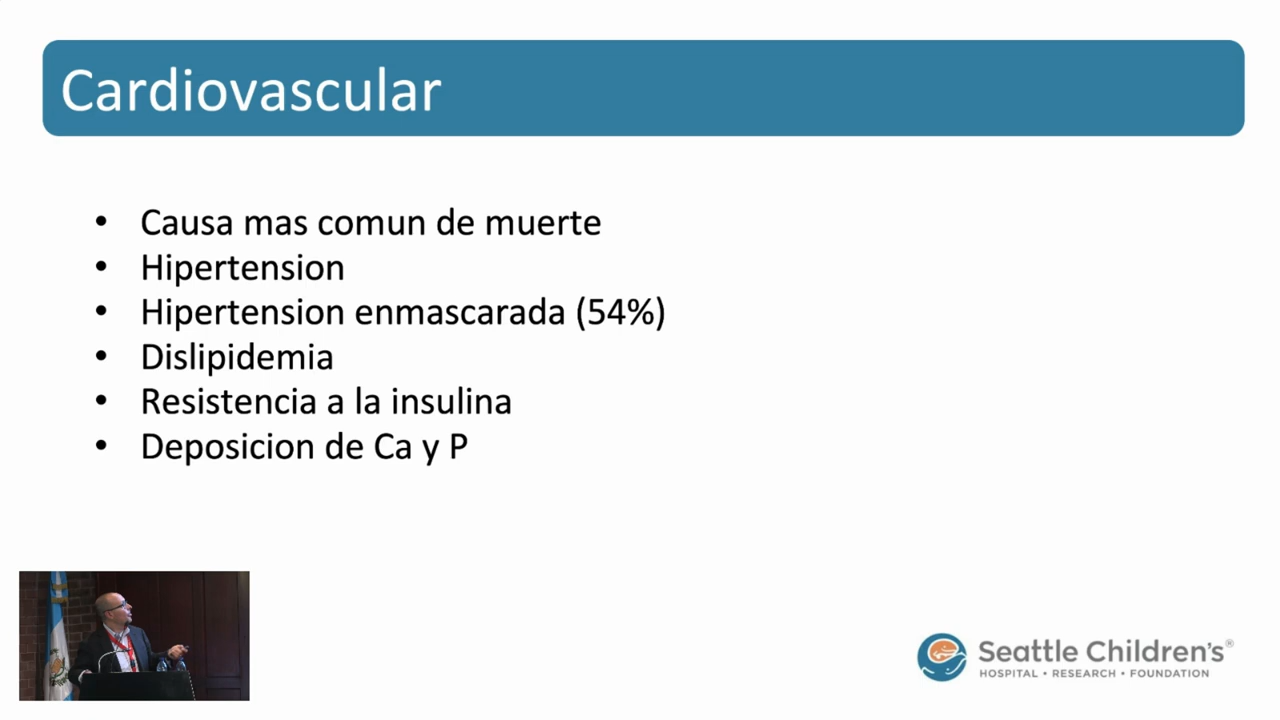 Cardiovascular
• Causa mas comun de muerte
• Hipertension
• Hipertension enmascarada (54%)
• Dislipidemia
• Resistencia a la insulina
• Deposicion de Ca y P
Seattle Children's®
HOSPITAL • RESEARCH • FOUNDATION